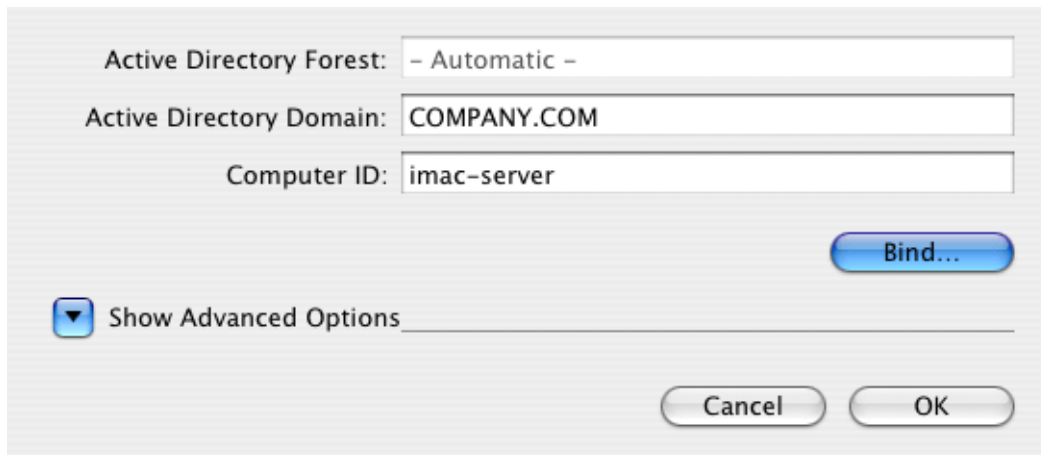 Active Directory Forest: - Automatic -
Active Directory Domain: COMPANY.COM
Computer ID: imac-server
Bind...
Show Advanced Options
Cancel OK